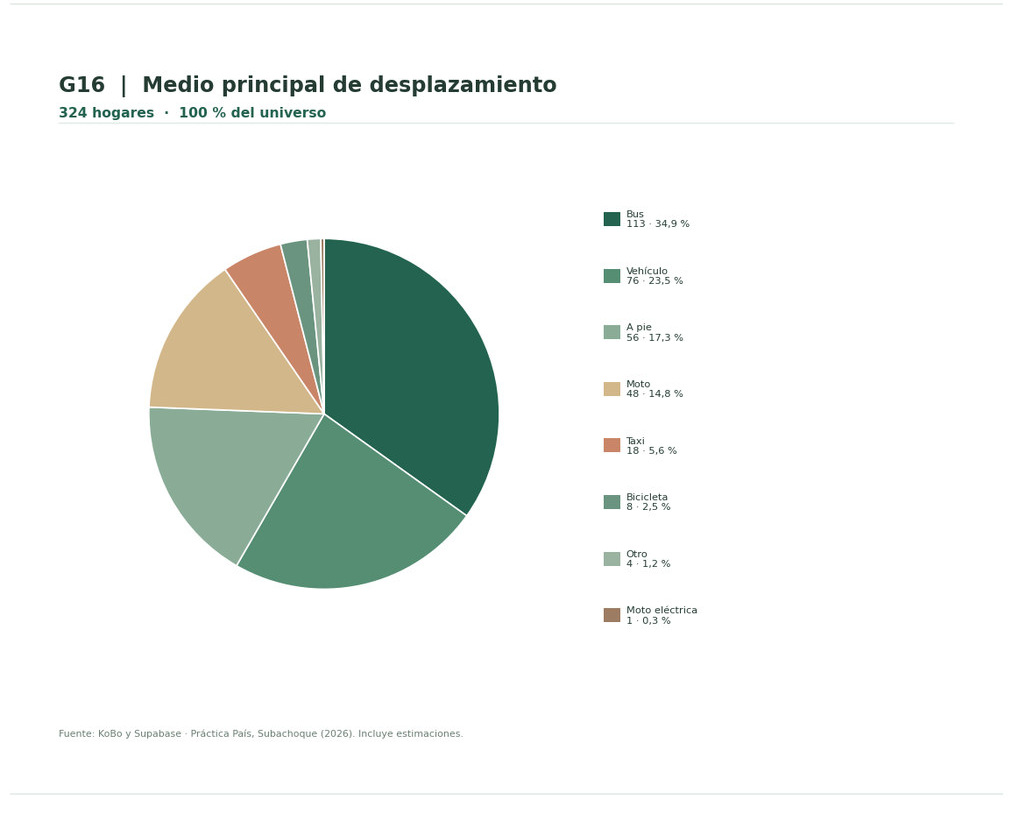 G16 | Medio principal de desplazamiento
324 hogares · 100 % del universo
Bus
113 · 34,9 %
Vehículo
76 · 23,5 %
A pie
56 · 17,3 %
Moto
48 · 14,8 %
Taxi
18 · 5,6 %
Bicicleta
8 · 2,5 %
Otro
4 · 1,2 %
Moto eléctrica
1 · 0,3 %
Fuente: KoBo y Supabase · Práctica País, Subachoque (2026). Incluye estimaciones.